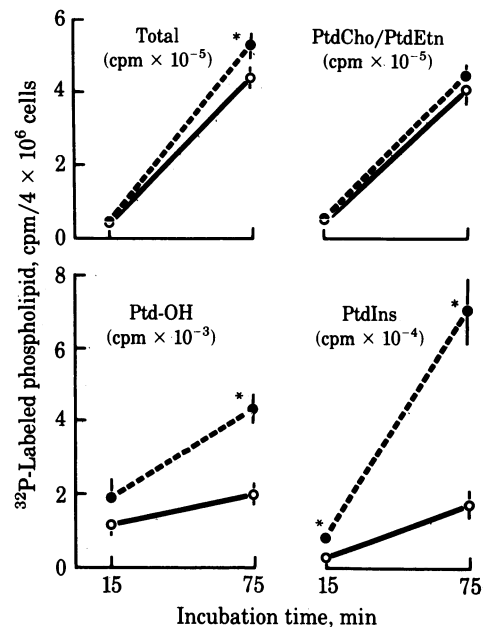 ³²P-Labeled phospholipid, cpm/4 × 10⁶ cells
6
4
2
0
Total
(cpm × 10⁻⁵)
*
PtdCho/PtdEtn
(cpm × 10⁻⁵)
8
6
4
2
0
Ptd-OH
(cpm × 10⁻³)
*
PtdIns
(cpm × 10⁻⁴)
*
*
15
75
15
75
Incubation time, min